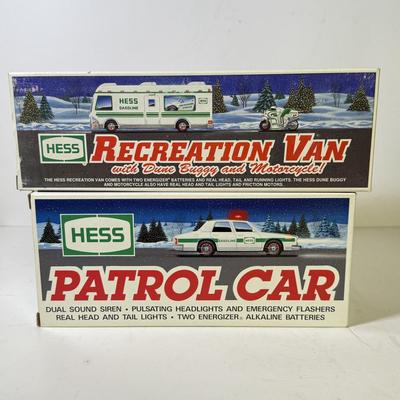 HESS
GASOLINE
HESS
HESS
RECREATION VAN
with Dune Buggy and Motorcycle!
THE HESS RECREATION VAN COMES WITH TWO ENERGIZER BATTERIES AND REAL HEAD, TAIL AND RUNNING LIGHTS. THE HESS DUNE BUGGY
AND MOTORCYCLE ALSO HAVE REAL HEAD AND TAIL LIGHTS AND FRICTION MOTORS.
HESS
PATROL CAR
DUAL SOUND SIREN • PULSATING HEADLIGHTS AND EMERGENCY FLASHERS
REAL HEAD AND TAIL LIGHTS • TWO ENERGIZER® ALKALINE BATTERIES